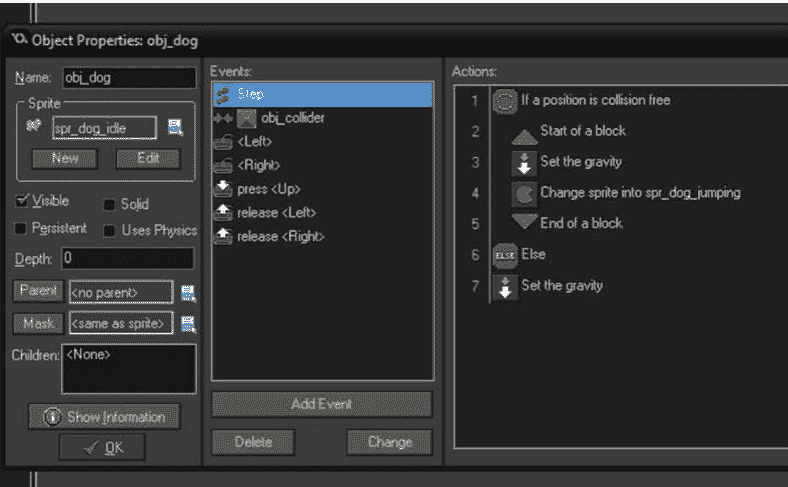 Object Properties: obj_dog
Name: obj_dog
Sprite
spr_dog_idle
New Edit
Visible Solid
Persistent Uses Physics
Depth: 0
Parent <no parent>
Mask <same as sprite>
Children: <None>
Show Information
OK
Events:
Step
obj_collider
<Left>
<Right>
press <Up>
release <Left>
release <Right>
Add Event
Delete Change
Actions:
1 If a position is collision free
2 Start of a block
3 Set the gravity
4 Change sprite into spr_dog_jumping
5 End of a block
6 ELSE Else
7 Set the gravity